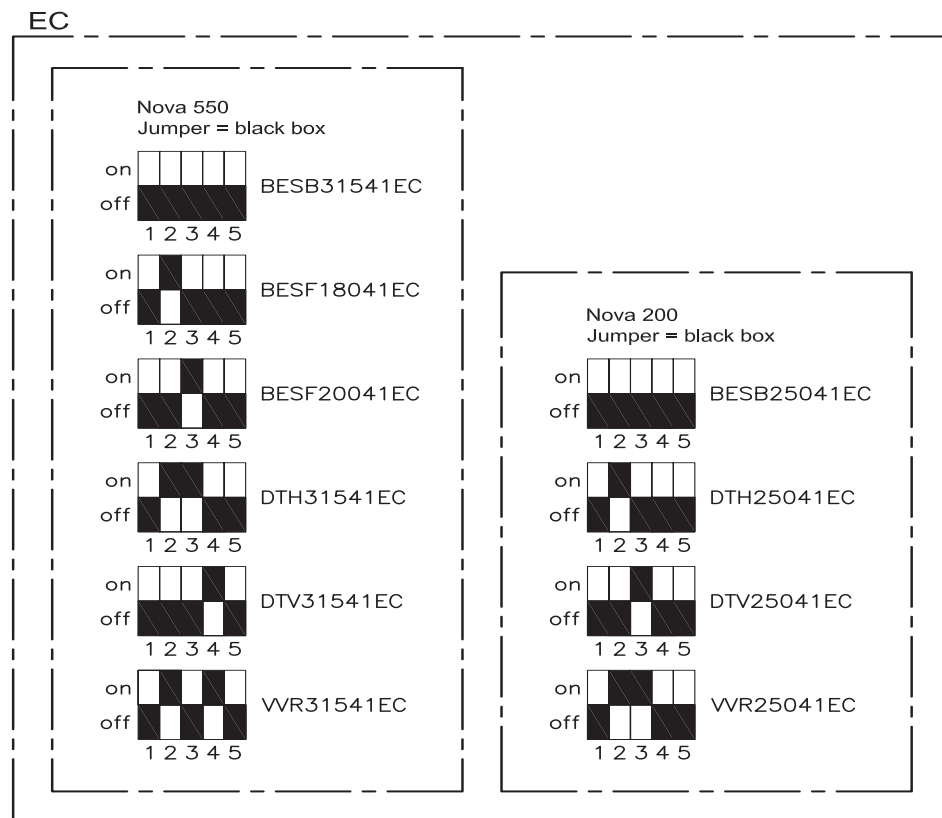 EC
Nova 550
Jumper = black box
on
off
BESB31541EC
1 2 3 4 5
on
off
BESF18041EC
1 2 3 4 5
on
off
BESF20041EC
1 2 3 4 5
on
off
DTH31541EC
1 2 3 4 5
on
off
DTV31541EC
1 2 3 4 5
on
off
VVR31541EC
1 2 3 4 5
Nova 200
Jumper = black box
on
off
BESB25041EC
1 2 3 4 5
on
off
DTH25041EC
1 2 3 4 5
on
off
DTV25041EC
1 2 3 4 5
on
off
VVR25041EC
1 2 3 4 5